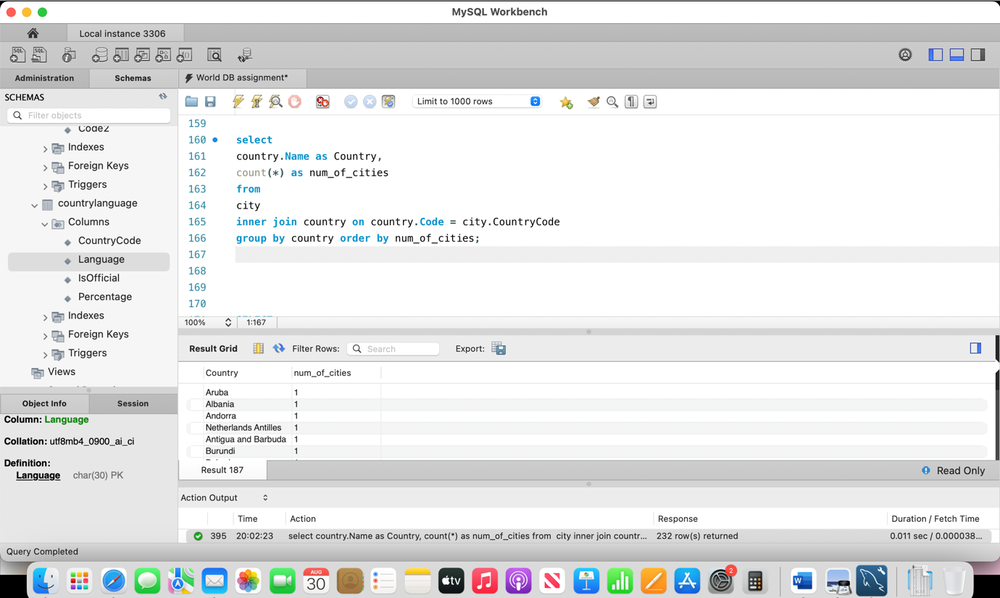 MySQL Workbench
Local instance 3306
Administration
Schemas
World DB assignment*
SCHEMAS
Filter objects
Limit to 1000 rows
Code2
Indexes
Foreign Keys
Triggers
countrylanguage
Columns
CountryCode
Language
IsOfficial
Percentage
Indexes
Foreign Keys
Triggers
Views
159
160 select
161 country.Name as Country,
162 count(*) as num_of_cities
163 from
164 city
165 inner join country on country.Code = city.CountryCode
166 group by country order by num_of_cities;
167
168
169
170
100% 1:167
Result Grid Filter Rows: Search Export:
Country num_of_cities
Aruba 1
Albania 1
Andorra 1
Netherlands Antilles 1
Antigua and Barbuda 1
Burundi 1
Result 187
Read Only
Object Info Session
Column: Language
Collation: utf8mb4_0900_ai_ci
Definition:
Language char(30) PK
Action Output
Time Action Response Duration / Fetch Time
395 20:02:23 select country.Name as Country, count(*) as num_of_cities from city inner join countr... 232 row(s) returned 0.011 sec / 0.000038...
Query Completed
SQL
SQL
AUG
30
tv
2
W